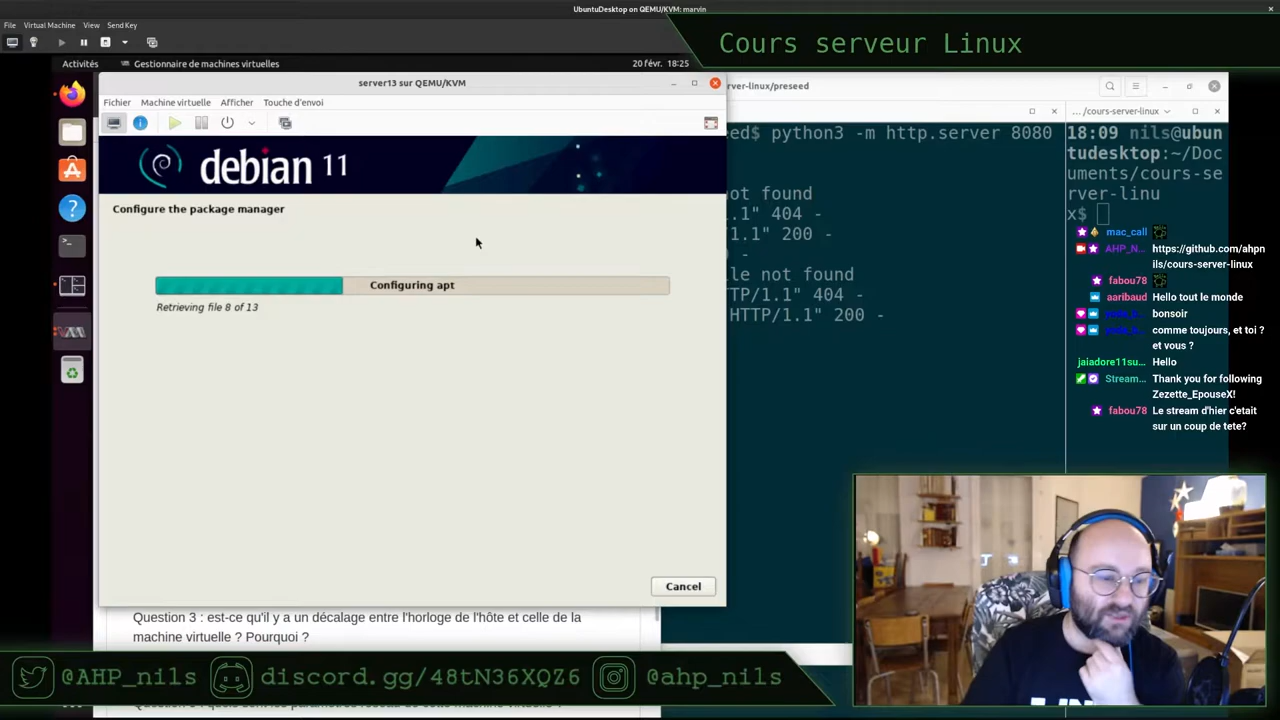 UbuntuDesktop on QEMU/KVM: marvin
File Virtual Machine View Send Key
Cours serveur Linux
Activités Gestionnaire de machines virtuelles 20 févr. 18:25
server13 sur QEMU/KVM
Fichier Machine virtuelle Afficher Touche d'envoi
debian 11
Configure the package manager
Configuring apt
Retrieving file 8 of 13
Cancel
Question 3 : est-ce qu'il y a un décalage entre l'horloge de l'hôte et celle de la
machine virtuelle ? Pourquoi ?
rver-linux/preseed
eed$ python3 -m http.server 8080
ot found
.1" 404 -
/1.1" 200 -
-
le not found
TP/1.1" 404 -
HTTP/1.1" 200 -
.../cours-server-linux
18:09 nils@ubun
tudesktop:~/Doc
uments/cours-se
rver-linu
x$
mac_call
AHP_N... https://github.com/ahpn
ils/cours-server-linux
fabou78
aaribaud Hello tout le monde
bonsoir
comme toujours, et toi ?
et vous ?
jaiadore11su... Hello
Stream... Thank you for following
Zezette_EpouseX!
fabou78 Le stream d'hier c'etait
sur un coup de tete?
@AHP_nils discord.gg/48tN36XQZ6 @ahp_nils